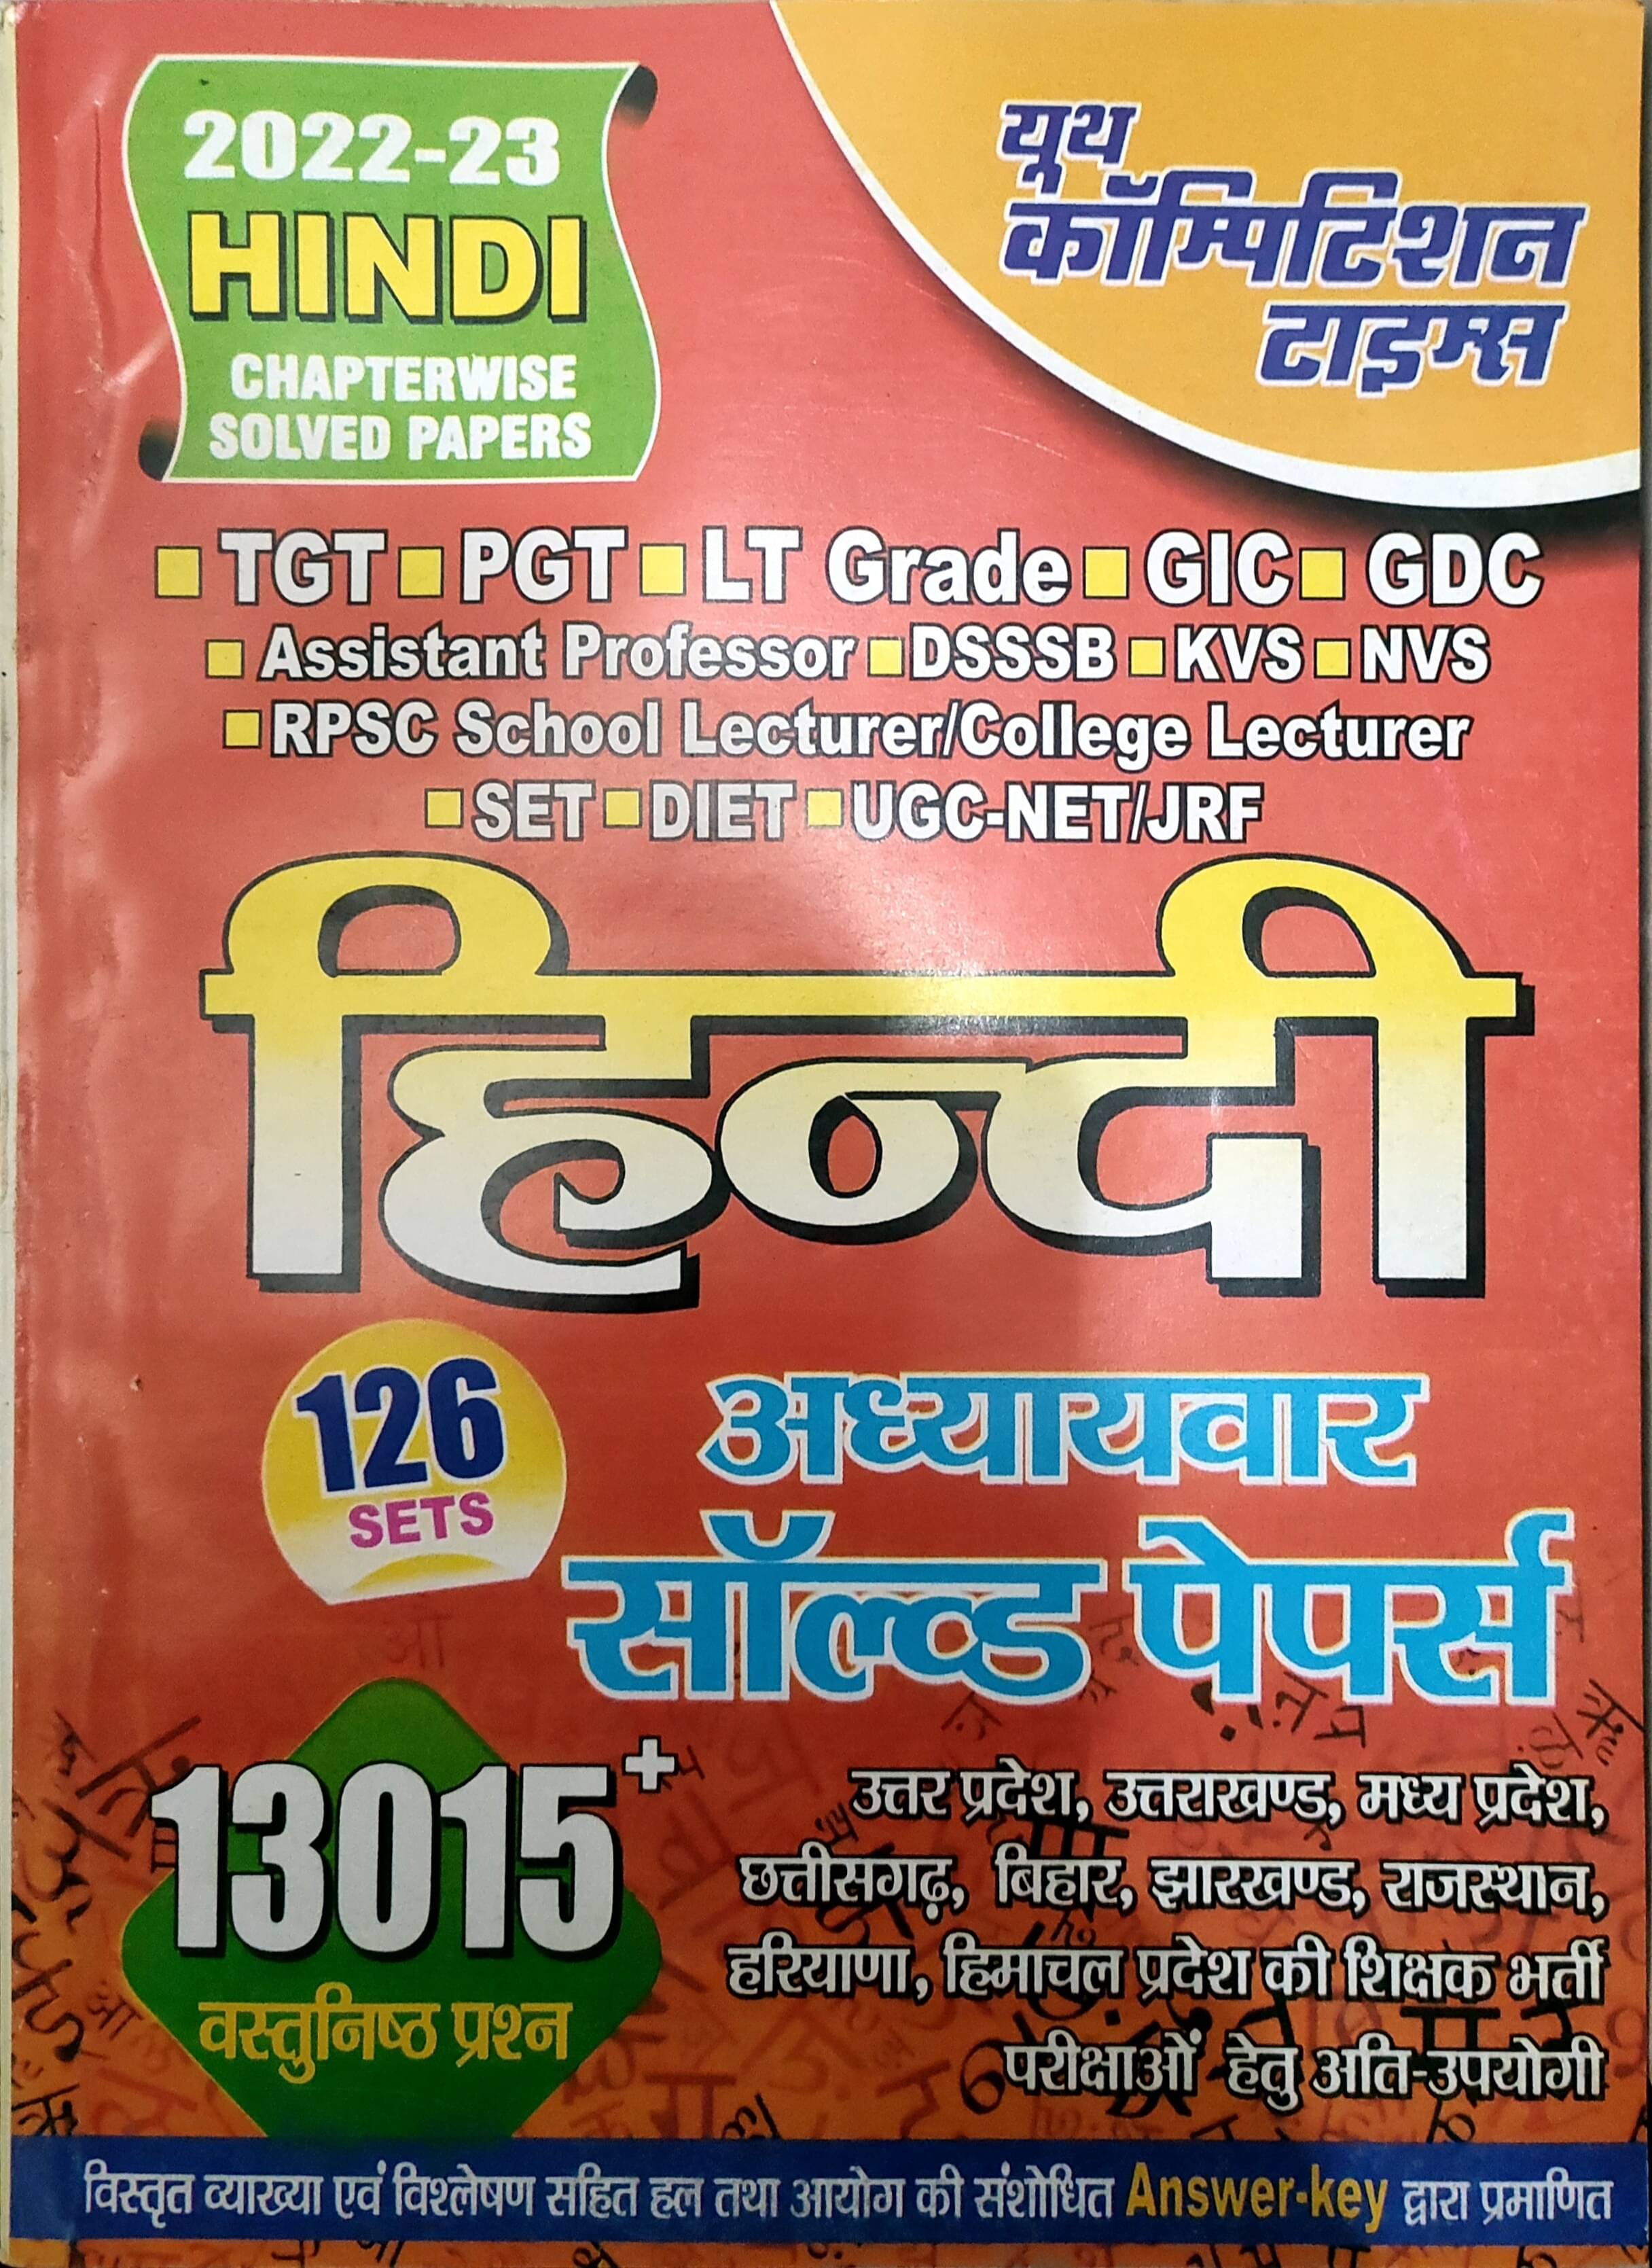 2022-23
HINDI
CHAPTERWISE
SOLVED PAPERS
यूथ
कॉम्पिटिशन
टाइम्स
TGT PGT LT Grade GIC GDC
Assistant Professor DSSSB KVS NVS
RPSC School Lecturer/College Lecturer
SET DIET UGC-NET/JRF
हिन्दी
126
SETS
अध्यायवार
सॉल्व्ड पेपर्स
13015+
वस्तुनिष्ठ प्रश्न
उत्तर प्रदेश, उत्तराखण्ड, मध्य प्रदेश,
छत्तीसगढ़, बिहार, झारखण्ड, राजस्थान,
हरियाणा, हिमाचल प्रदेश की शिक्षक भर्ती
परीक्षाओं हेतु अति-उपयोगी
विस्तृत व्याख्या एवं विश्लेषण सहित हल तथा आयोग की संशोधित Answer-key द्वारा प्रमाणित